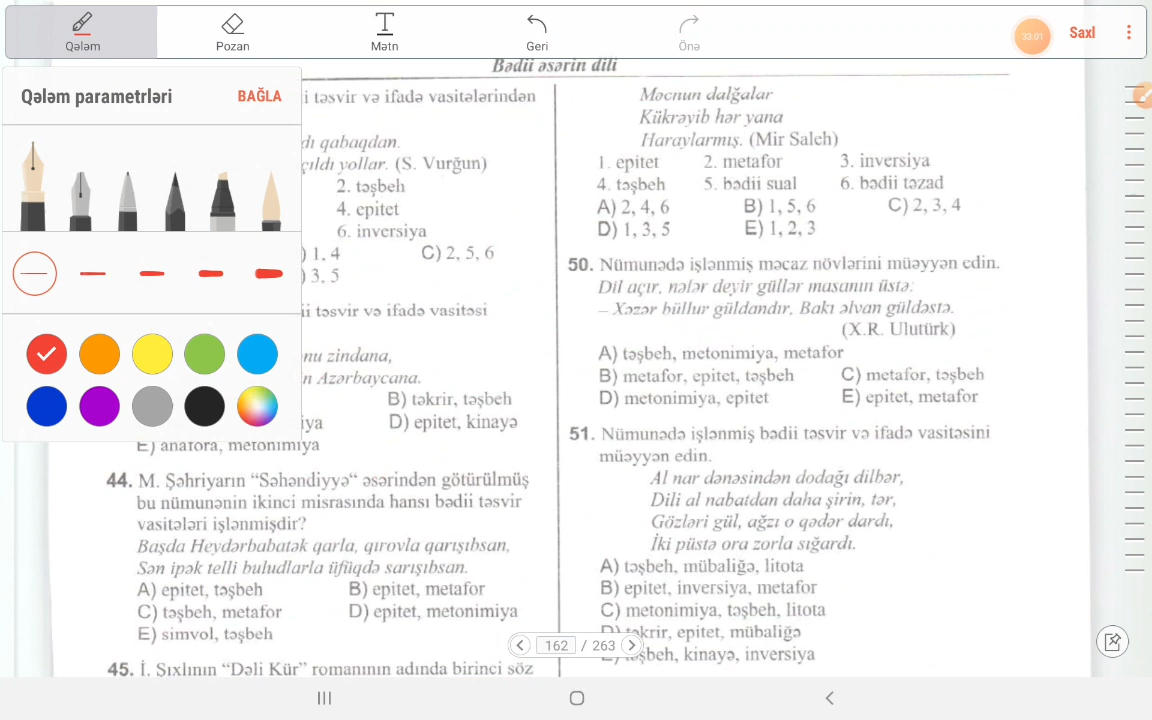 Qələm
Pozan
Mətn
Geri
Önə
33:01
Saxl
Qələm parametrləri
BAĞLA
Bədii əsərin dili
i təsvir və ifadə vasitələrindən
dı qabaqdan.
çıldı yollar. (S. Vurğun)
2. təşbeh
4. epitet
6. inversiya
) 1, 4
C) 2, 5, 6
) 3, 5
ii təsvir və ifadə vasitəsi
nu zindana,
n Azərbaycana.
B) təkrir, təşbeh
iya
D) epitet, kinayə
E) anafora, metonimiya
44. M. Şəhriyarın “Səhəndiyyə“ əsərindən götürülmüş
bu nümunənin ikinci misrasında hansı bədii təsvir
vasitələri işlənmişdir?
Başda Heydərbabatək qarla, qırovla qarışıbsan,
Sən ipək telli buludlarla üfüqdə sarışıbsan.
A) epitet, təşbeh
B) epitet, metafor
C) təşbeh, metafor
D) epitet, metonimiya
E) simvol, təşbeh
45. İ. Şıxlının “Dəli Kür” romanının adında birinci söz
Məcnun dalğalar
Kükrəyib hər yana
Haraylarmış. (Mir Saleh)
1. epitet 2. metafor 3. inversiya
4. təşbeh 5. bədii sual 6. bədii təzad
A) 2, 4, 6 B) 1, 5, 6 C) 2, 3, 4
D) 1, 3, 5 E) 1, 2, 3
50. Nümunədə işlənmiş məcaz növlərini müəyyən edin.
Dil açır, nələr deyir güllər masanın üstə:
– Xəzər büllur güldandır, Bakı əlvan güldəstə.
(X.R. Ulutürk)
A) təşbeh, metonimiya, metafor
B) metafor, epitet, təşbeh C) metafor, təşbeh
D) metonimiya, epitet E) epitet, metafor
51. Nümunədə işlənmiş bədii təsvir və ifadə vasitəsini
müəyyən edin.
Al nar dənəsindən dodağı dilbər,
Dili al nabatdan daha şirin, tər,
Gözləri gül, ağzı o qədər dardı,
İki püstə ora zorla sığardı.
A) təşbeh, mübaliğə, litota
B) epitet, inversiya, metafor
C) metonimiya, təşbeh, litota
D) təkrir, epitet, mübaliğə
E) təşbeh, kinayə, inversiya
162 / 263